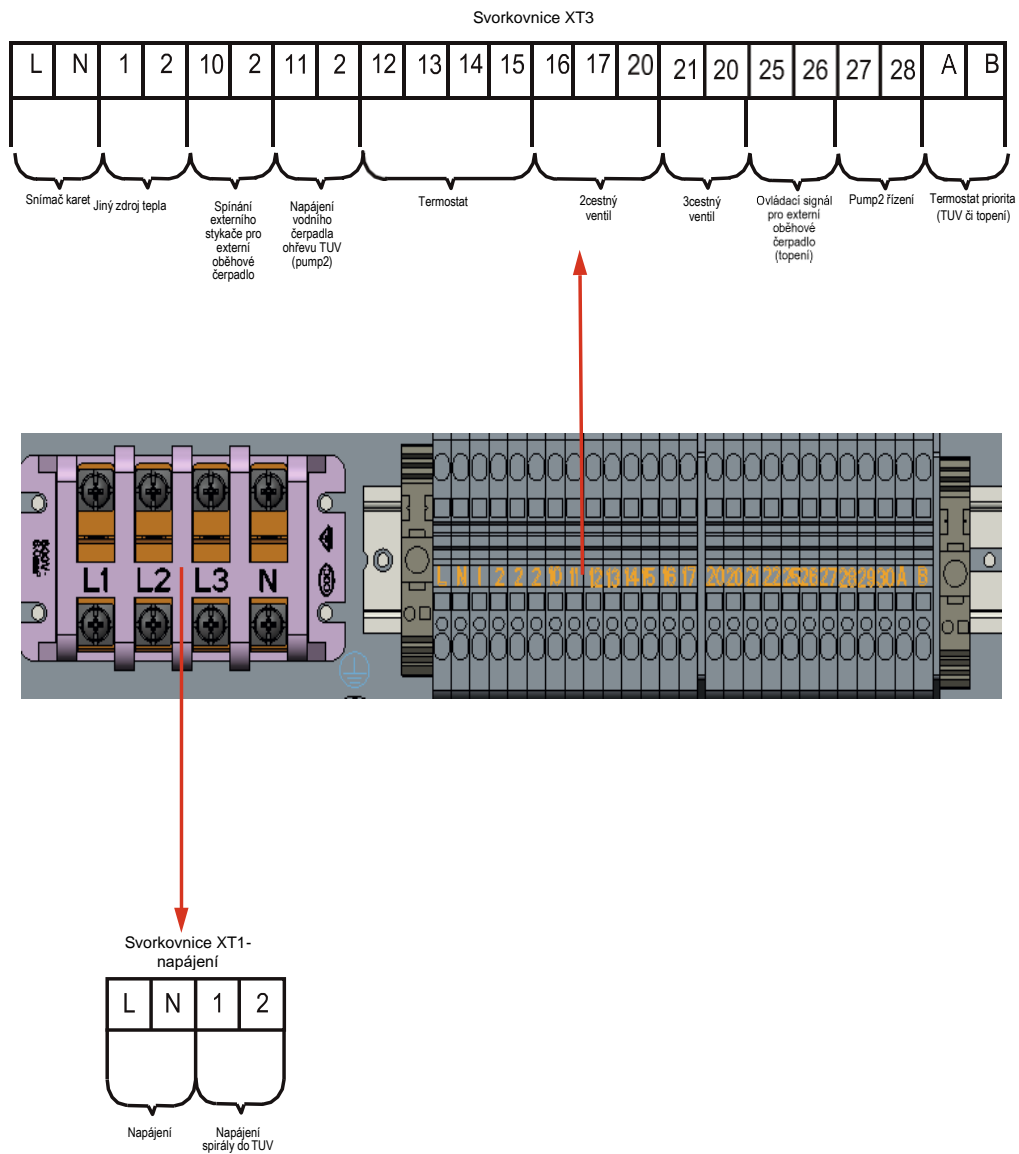 Svorkovnice XT3
L N 1 2 10 2 11 2 12 13 14 15 16 17 20 21 20 25 26 27 28 A B
Snímač karet
Jiný zdroj tepla
Spínání
externího
stykače pro
externí
oběhové
čerpadlo
Napájení
vodního
čerpadla
ohřevu TUV
(pump2)
Termostat
2cestný
ventil
3cestný
ventil
Ovládací signál
pro externí
oběhové
čerpadlo
(topení)
Pump2 řízení
Termostat priorita
(TUV či topení)
L1 L2 L3 N
L N 1 2 2 2 10 11 12 13 14 15 16 17 20 20 21 22 25 26 27 28 29 30 A B
Svorkovnice XT1-
napájení
L N 1 2
Napájení
Napájení
spirály do TUV